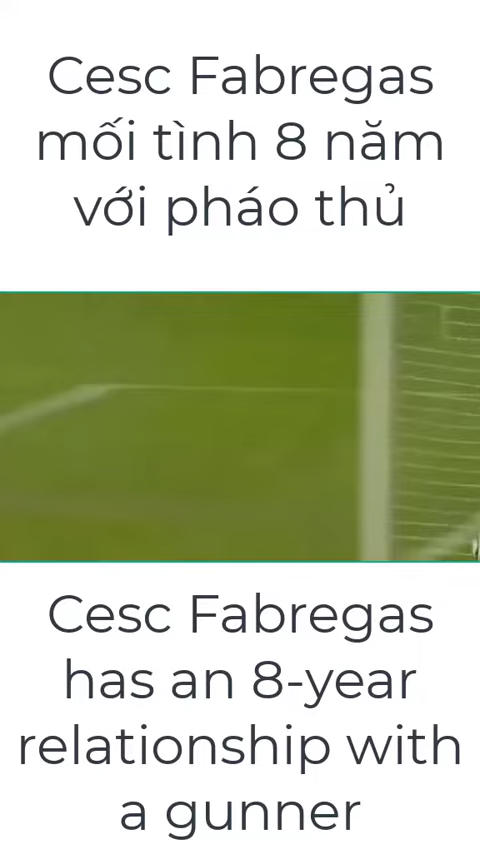 Cesc Fabregas
mối tình 8 năm
với pháo thủ
Cesc Fabregas
has an 8-year
relationship with
a gunner